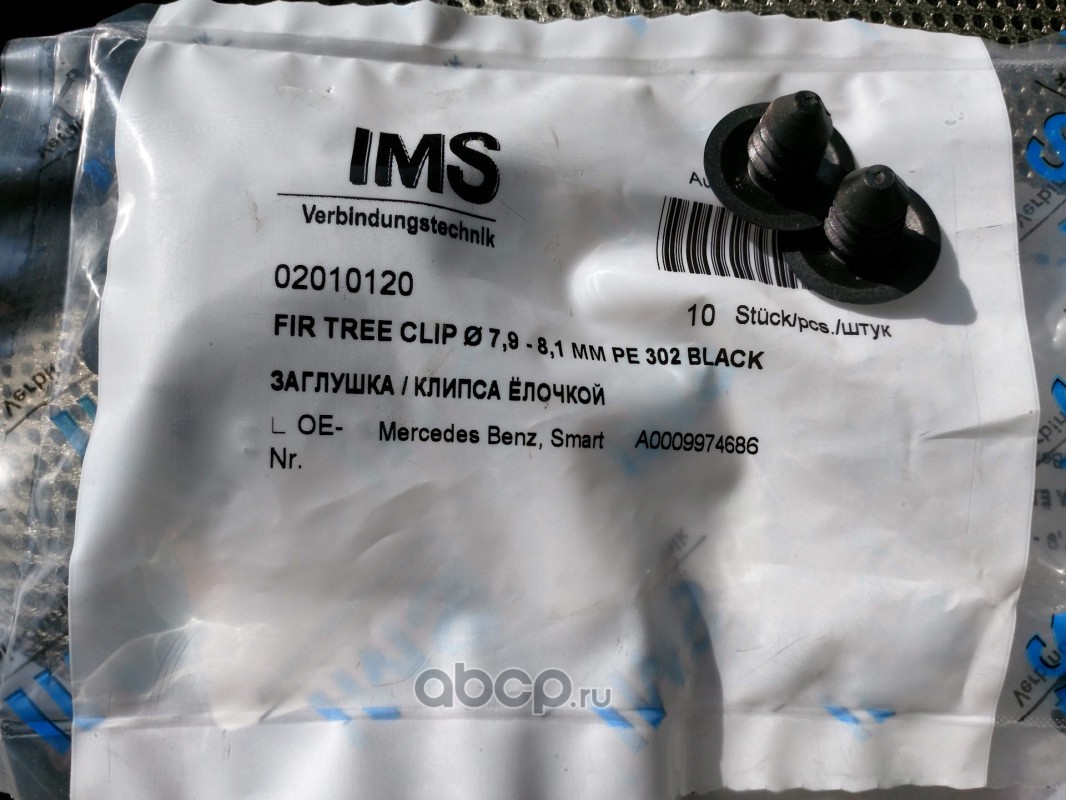 IMS
Verbindungstechnik
02010120
FIR TREE CLIP Ø 7,9 - 8,1 MM PE 302 BLACK
ЗАГЛУШКА / КЛИПСА ЁЛОЧКОЙ
∟ OE-Nr. Mercedes Benz, Smart A0009974686
Au
10 Stück/pcs./штук
abcp.ru